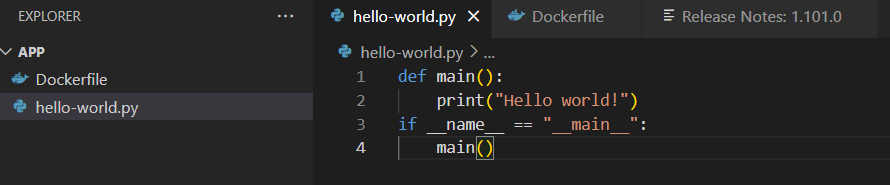 EXPLORER ...
APP
Dockerfile
hello-world.py
hello-world.py Dockerfile Release Notes: 1.101.0
hello-world.py > ...
1 def main():
2 print("Hello world!")
3 if __name__ == "__main__":
4 main()